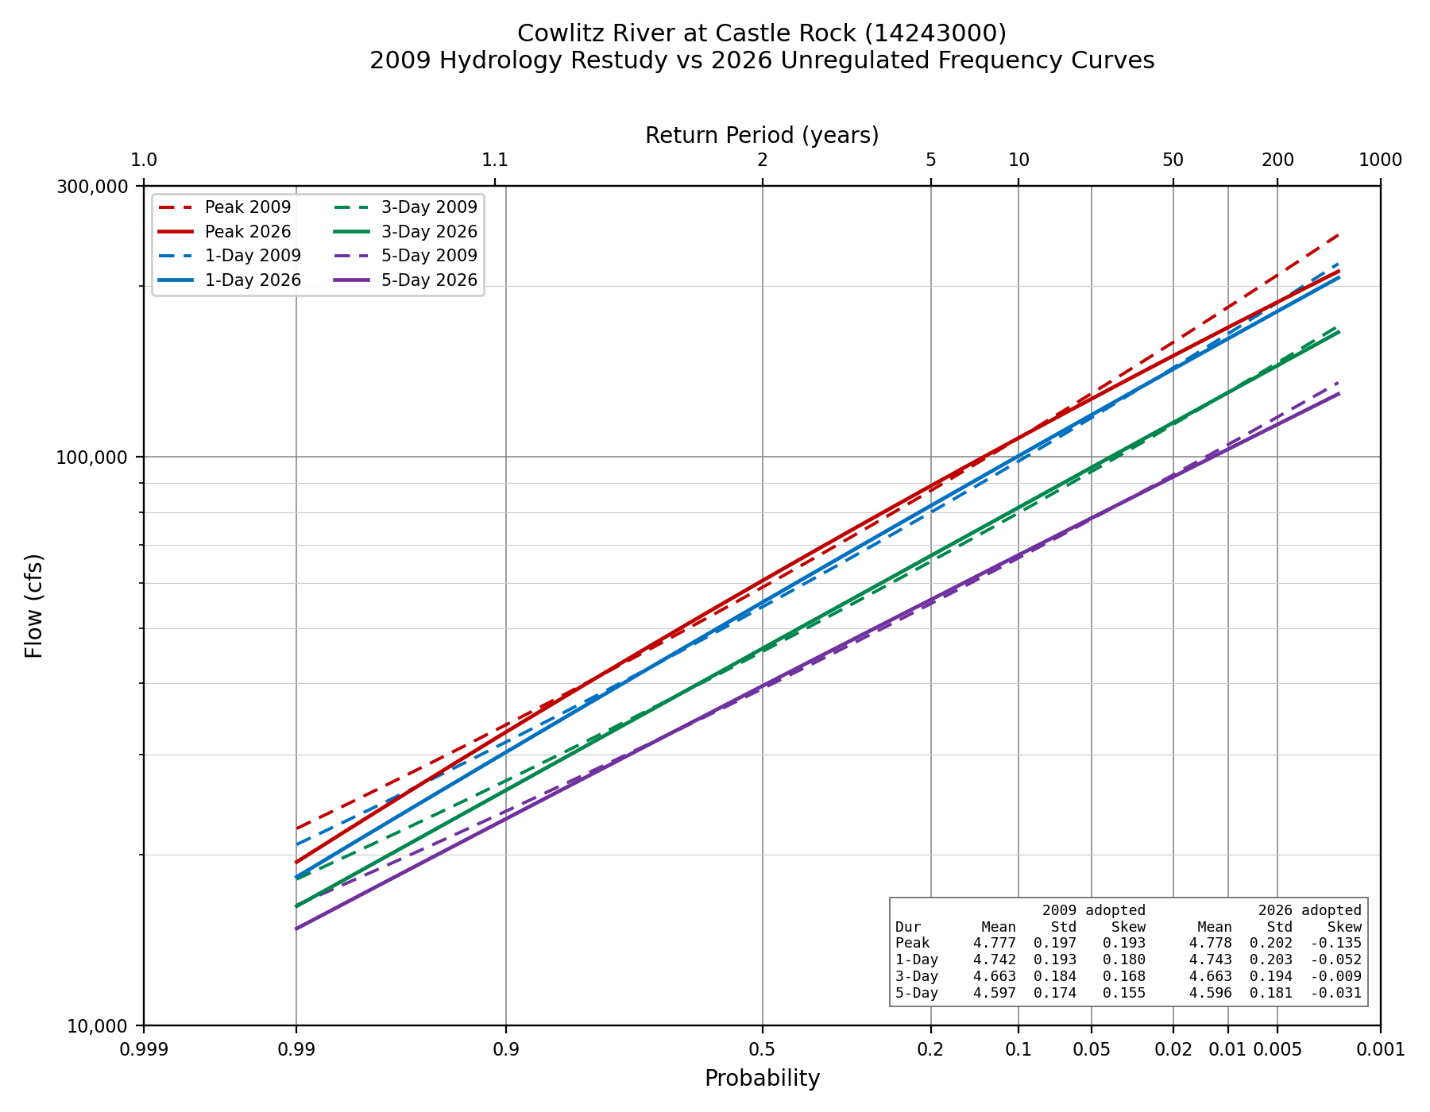 Cowlitz River at Castle Rock (14243000)
2009 Hydrology Restudy vs 2026 Unregulated Frequency Curves
Return Period (years)
1.0 1.1 2 5 10 50 200 1000
300,000
Peak 2009 3-Day 2009
Peak 2026 3-Day 2026
1-Day 2009 5-Day 2009
1-Day 2026 5-Day 2026
100,000
Flow (cfs)
2009 adopted 2026 adopted
Dur Mean Std Skew Mean Std Skew
Peak 4.777 0.197 0.193 4.778 0.202 -0.135
1-Day 4.742 0.193 0.180 4.743 0.203 -0.052
3-Day 4.663 0.184 0.168 4.663 0.194 -0.009
5-Day 4.597 0.174 0.155 4.596 0.181 -0.031
10,000
0.999 0.99 0.9 0.5 0.2 0.1 0.05 0.02 0.01 0.005 0.001
Probability